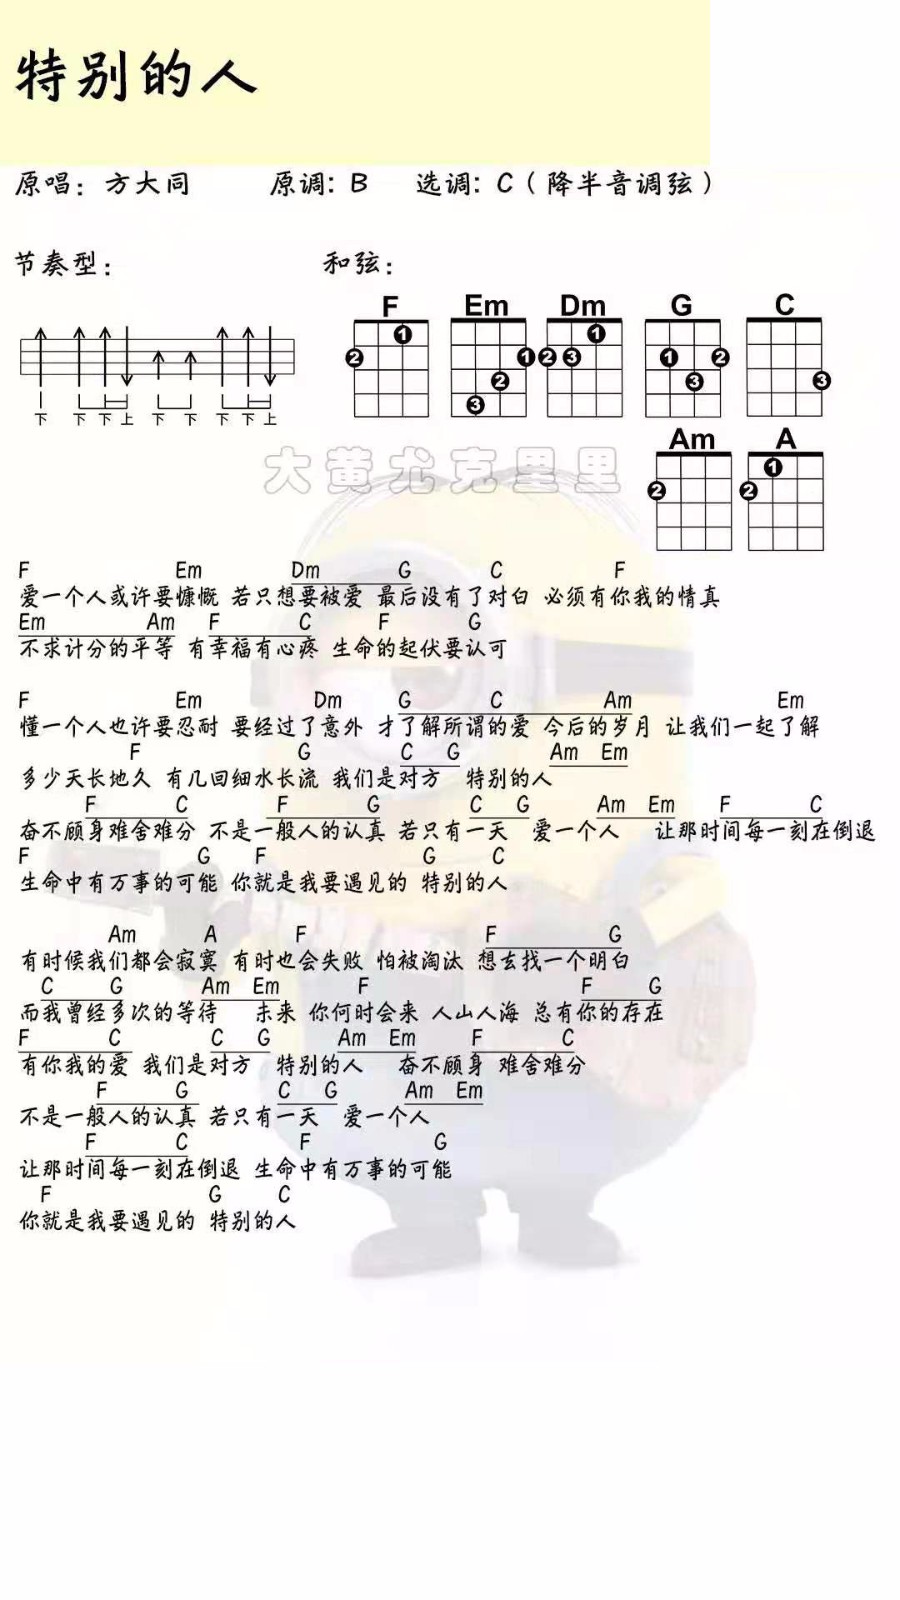 特别的人
原唱：方大同 原调：B 选调：C（降半音调弦）
节奏型： 和弦：
F Em Dm G C
2 1 1 2 3 2 3 1 1 2 3 3
下 下 下 上 下 下 下 下 上
Am A
2 1 2
大黄尤克里里
F Em Dm G C F
爱一个人或许要慷慨 若只想要被爱 最后没有了对白 必须有你我的情真
Em Am F C F G
不求计分的平等 有幸福有心疼 生命的起伏要认可
F Em Dm G C Am Em
懂一个人也许要忍耐 要经过了意外 才了解所谓的爱 今后的岁月 让我们一起了解
F G C G Am Em
多少天长地久 有几回细水长流 我们是对方 特别的人
F C F G C G Am Em F C
奋不顾身难舍难分 不是一般人的认真 若只有一天 爱一个人 让那时间每一刻在倒退
F G F G C
生命中有万事的可能 你就是我要遇见的 特别的人
Am A F F G
有时候我们都会寂寞 有时也会失败 怕被淘汰 想去找一个明白
C G Am Em F F G
而我曾经多次的等待 未来 你何时会来 人山人海 总有你的存在
F C C G Am Em F C
有你我的爱 我们是对方 特别的人 奋不顾身 难舍难分
F G C G Am Em
不是一般人的认真 若只有一天 爱一个人
F C F G
让那时间每一刻在倒退 生命中有万事的可能
F G C
你就是我要遇见的 特别的人